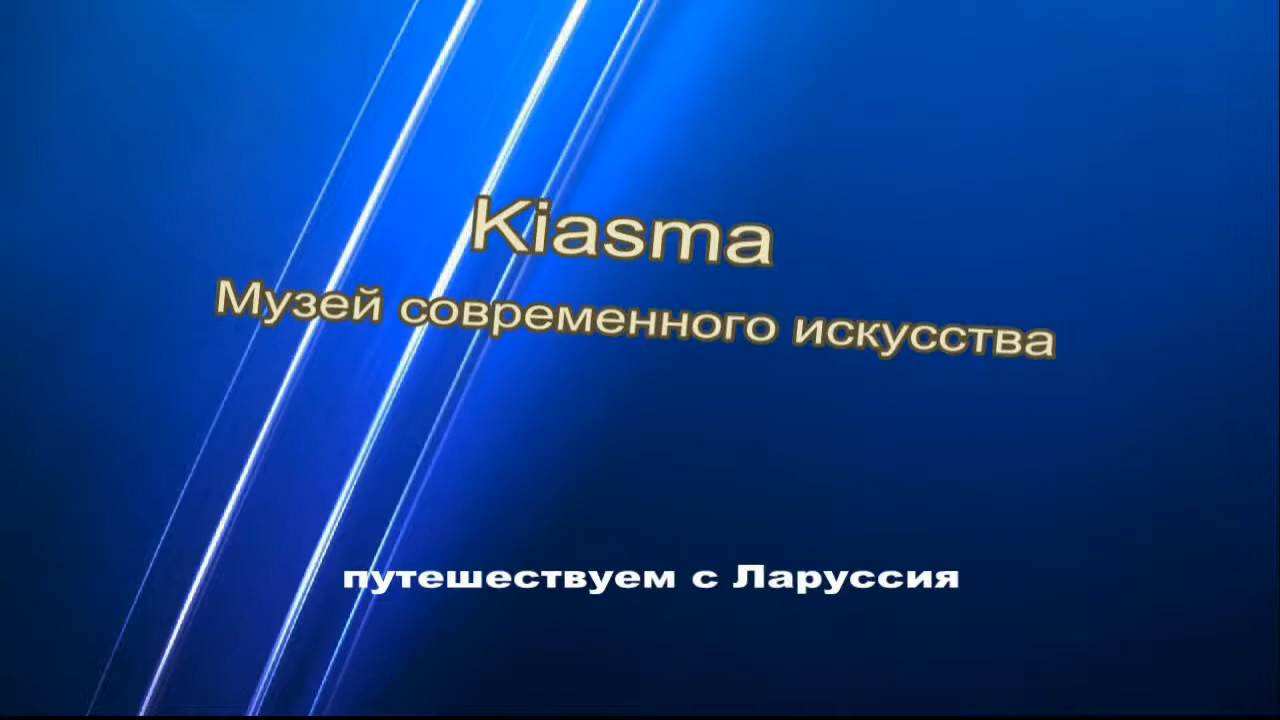 Kiasma
Музей современного искусства
путешествуем с Ларуссия